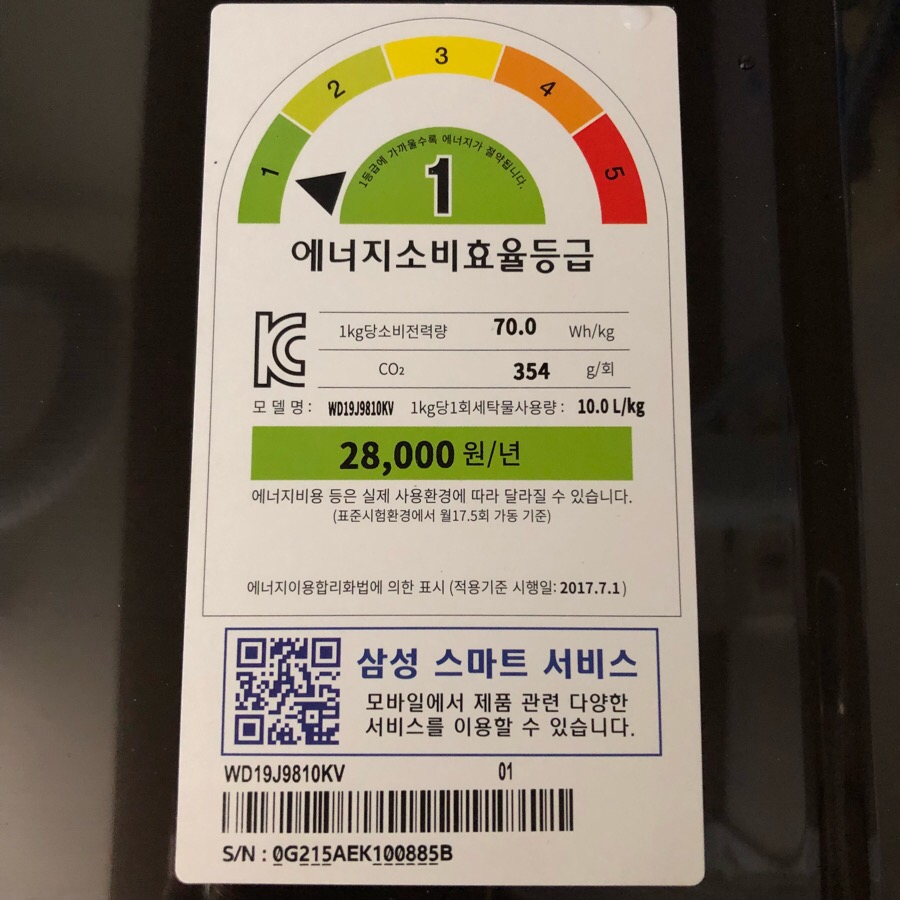 1 2 3 4 5
1등급에 가까울수록 에너지가 절약됩니다.
1
에너지소비효율등급
1kg당소비전력량 70.0 Wh/kg
CO₂ 354 g/회
모델명: WD19J9810KV 1kg당1회세탁물사용량: 10.0 L/kg
28,000 원/년
에너지비용 등은 실제 사용환경에 따라 달라질 수 있습니다.
(표준시험환경에서 월17.5회 가동 기준)
에너지이용합리화법에 의한 표시 (적용기준 시행일: 2017.7.1)
삼성 스마트 서비스
모바일에서 제품 관련 다양한
서비스를 이용할 수 있습니다.
WD19J9810KV 01
S/N : 0G215AEK100885B